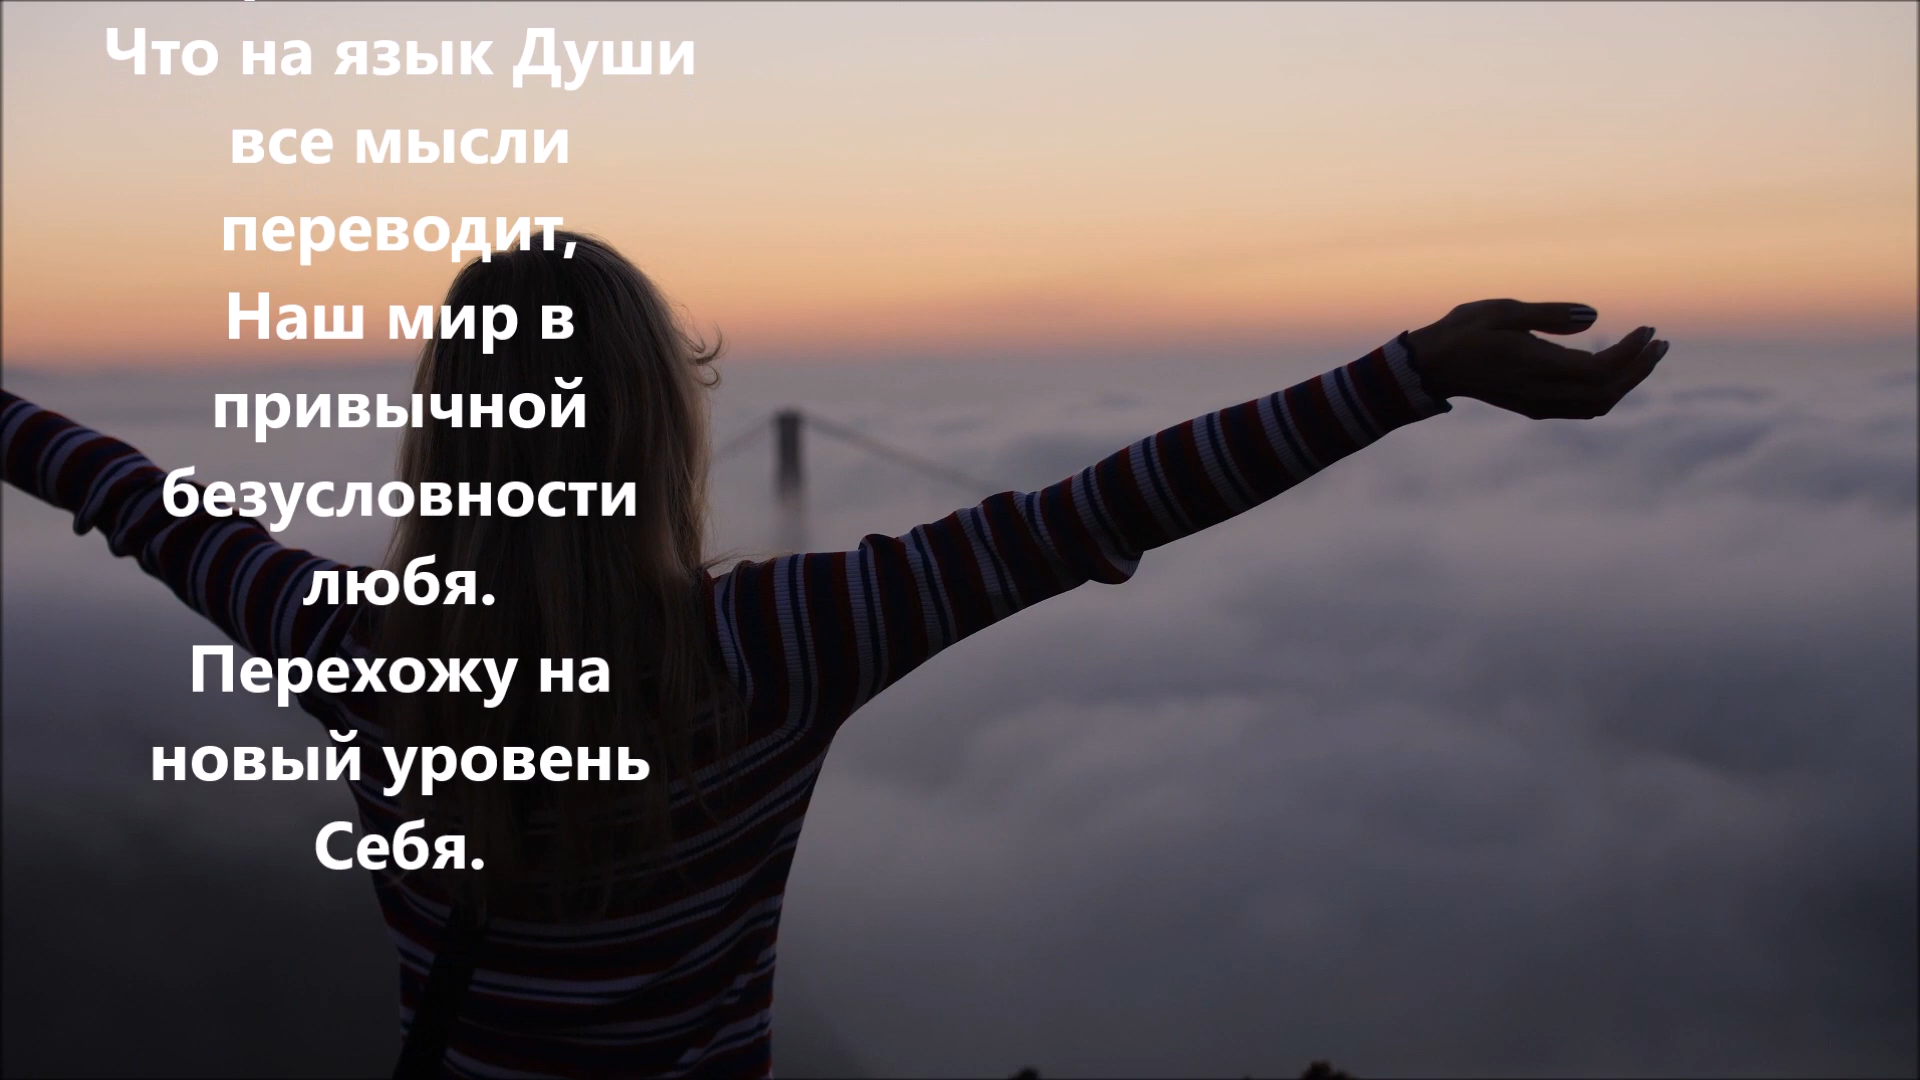 Что на язык Души
все мысли
переводит,
Наш мир в
привычной
безусловности
любя.
Перехожу на
новый уровень
Себя.